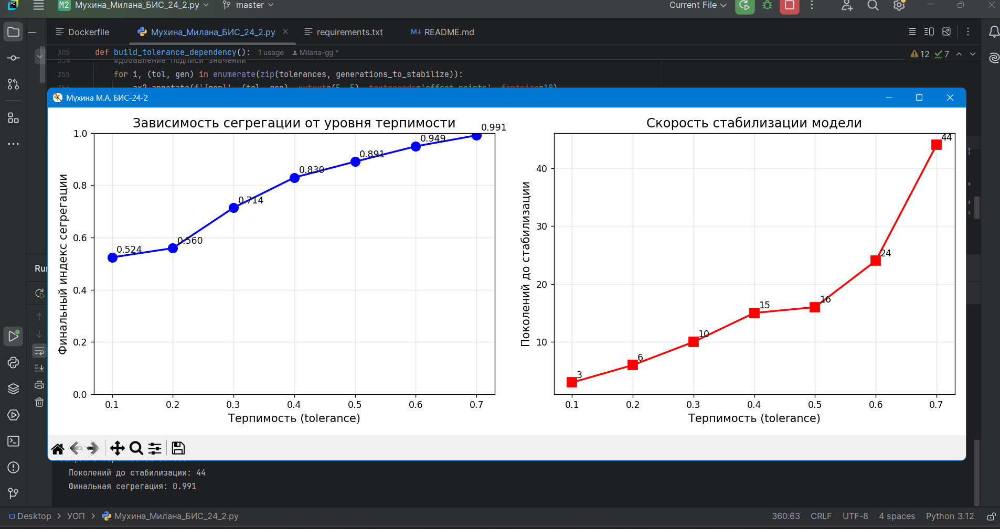 M2 Мухина_Милана_БИС_24_2.py master Current File
Dockerfile Мухина_Милана_БИС_24_2.py requirements.txt M↓ README.md
305 def build_tolerance_dependency(): 1 usage Milana-gg *
12 7
354 #добавление подписи значений
355 for i, (tol, gen) in enumerate(zip(tolerances, generations_to_stabilize)):
Мухина М.А. БИС-24-2
Зависимость сегрегации от уровня терпимости
Финальный индекс сегрегации
1.0
0.8
0.6
0.4
0.2
0.0
0.524
0.560
0.714
0.830
0.891
0.949
0.991
0.1 0.2 0.3 0.4 0.5 0.6 0.7
Терпимость (tolerance)
Скорость стабилизации модели
Поколений до стабилизации
40
30
20
10
3
6
10
15
16
24
44
0.1 0.2 0.3 0.4 0.5 0.6 0.7
Терпимость (tolerance)
Поколений до стабилизации: 44
Финальная сегрегация: 0.991
Desktop > УОП > Мухина_Милана_БИС_24_2.py 360:63 CRLF UTF-8 4 spaces Python 3.12